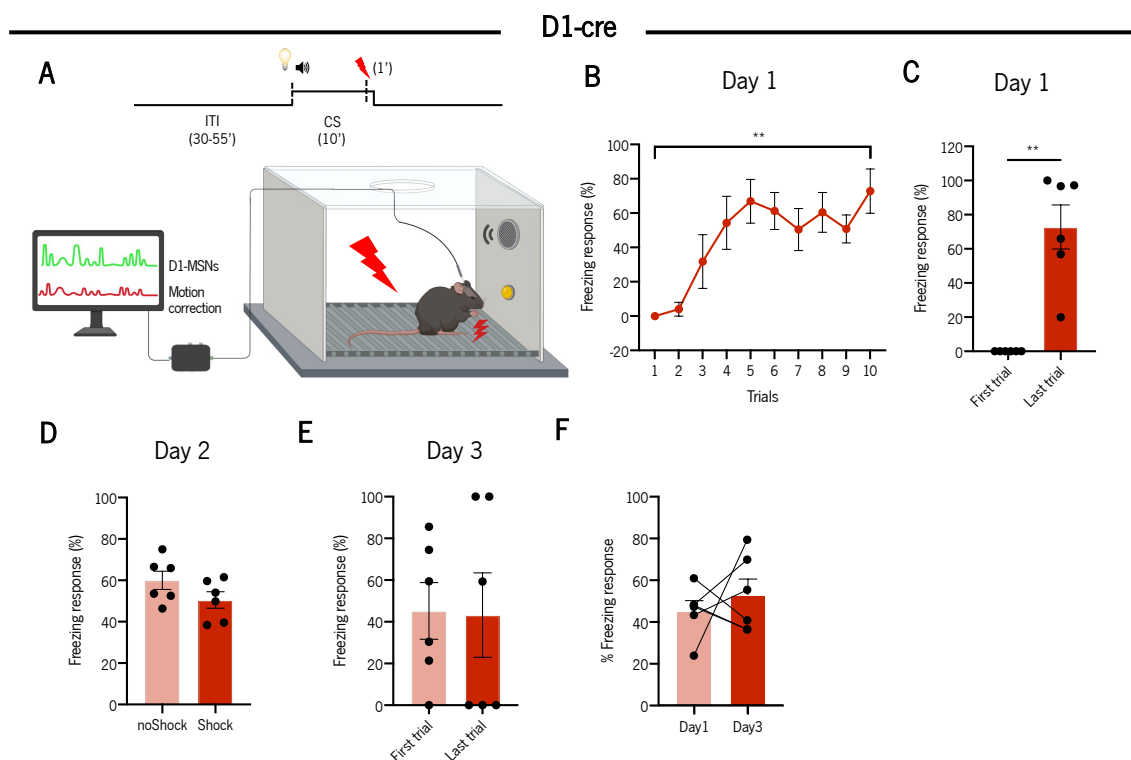 D1-cre
A
(1')
ITI
(30-55')
CS
(10')
D1-MSNs
Motion
correction
B
Day 1
**
Freezing response (%)
100
80
60
40
20
0
-20
1 2 3 4 5 6 7 8 9 10
Trials
C
Day 1
**
Freezing response (%)
120
100
80
60
40
20
0
First trial
Last trial
D
Day 2
Freezing response (%)
100
80
60
40
20
0
noShock
Shock
E
Day 3
Freezing response (%)
100
80
60
40
20
0
First trial
Last trial
F
% Freezing response
100
80
60
40
20
0
Day1
Day3